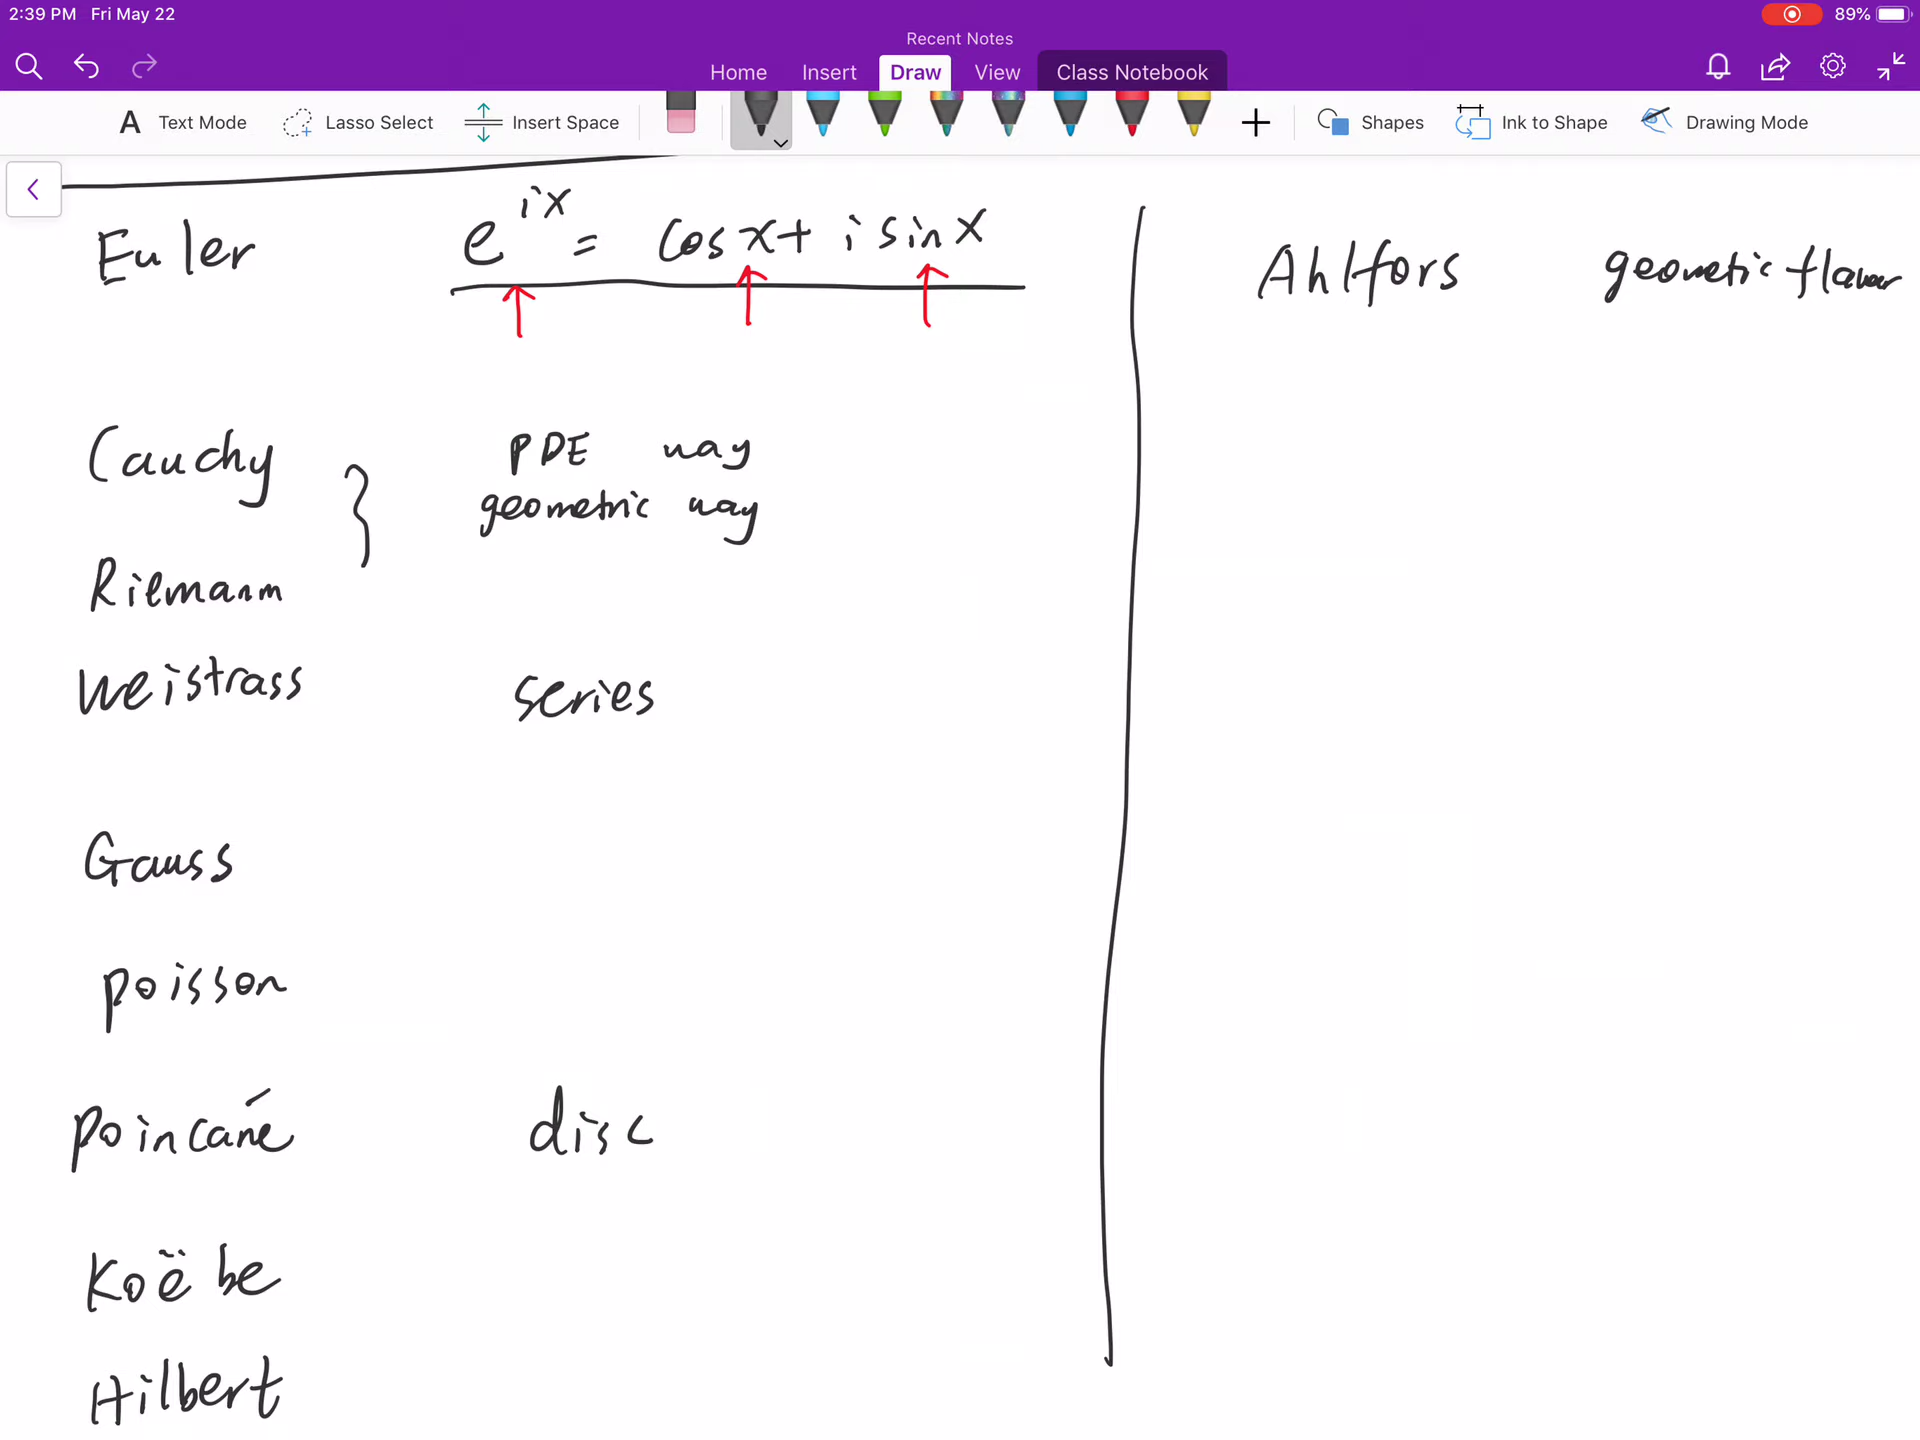 2:39 PM Fri May 22
89%
Recent Notes
Home Insert Draw View Class Notebook
A Text Mode Lasso Select Insert Space Shapes Ink to Shape Drawing Mode
Euler e^{ix} = cos x + i sin x
Cauchy PDE way
geometric way
Riemann
Weistrass series
Gauss
Poisson
Poincaré disc
Koëbe
Hilbert
Ahlfors geometic flavor